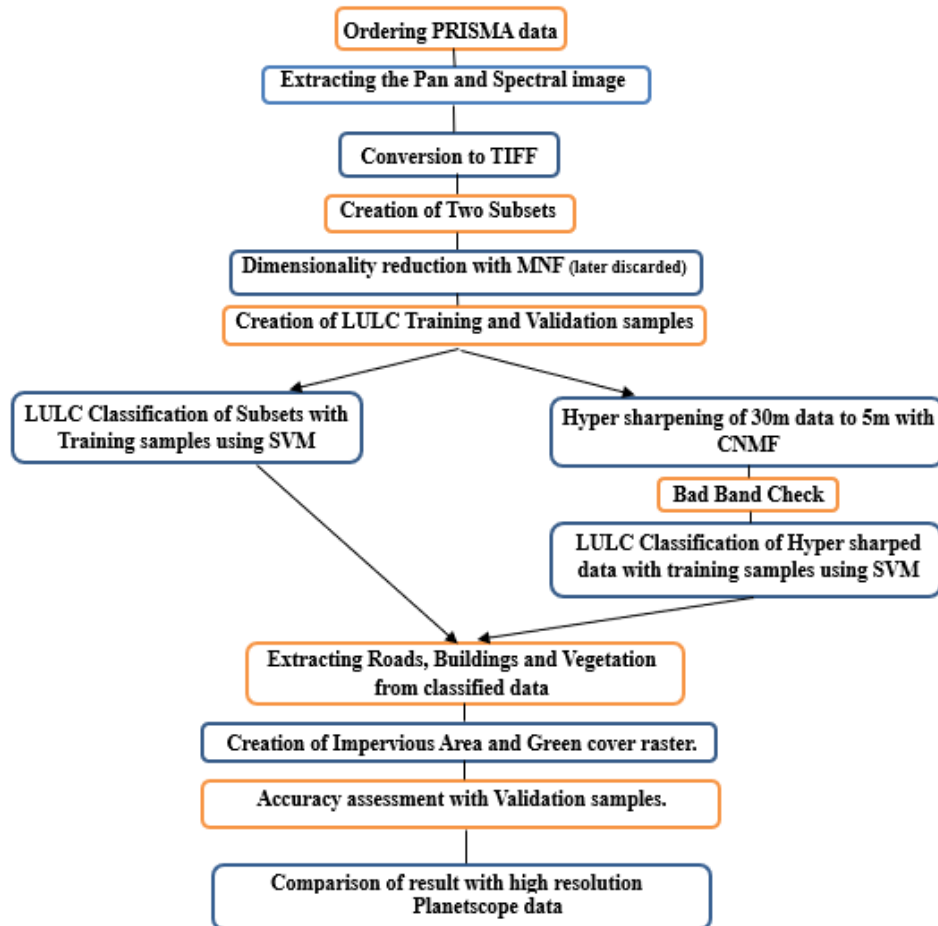 Ordering PRISMA data
Extracting the Pan and Spectral image
Conversion to TIFF
Creation of Two Subsets
Dimensionality reduction with MNF (later discarded)
Creation of LULC Training and Validation samples
LULC Classification of Subsets with
Training samples using SVM
Hyper sharpening of 30m data to 5m with
CNMF
Bad Band Check
LULC Classification of Hyper sharped
data with training samples using SVM
Extracting Roads, Buildings and Vegetation
from classified data
Creation of Impervious Area and Green cover raster.
Accuracy assessment with Validation samples.
Comparison of result with high resolution
Planetscope data